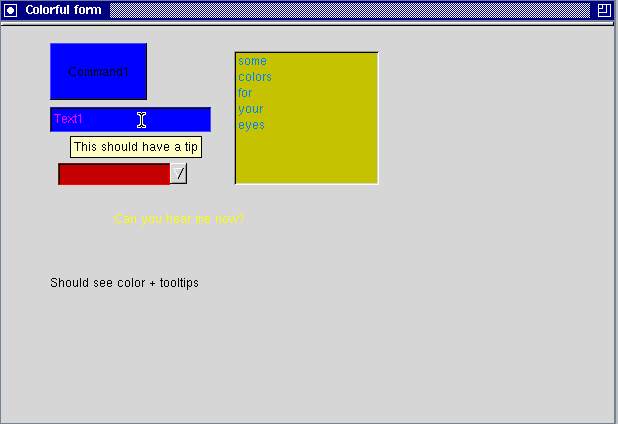 Colorful form
Command1
some
colors
for
your
eyes
Text1
This should have a tip
Can you hear me now?
Should see color + tooltips